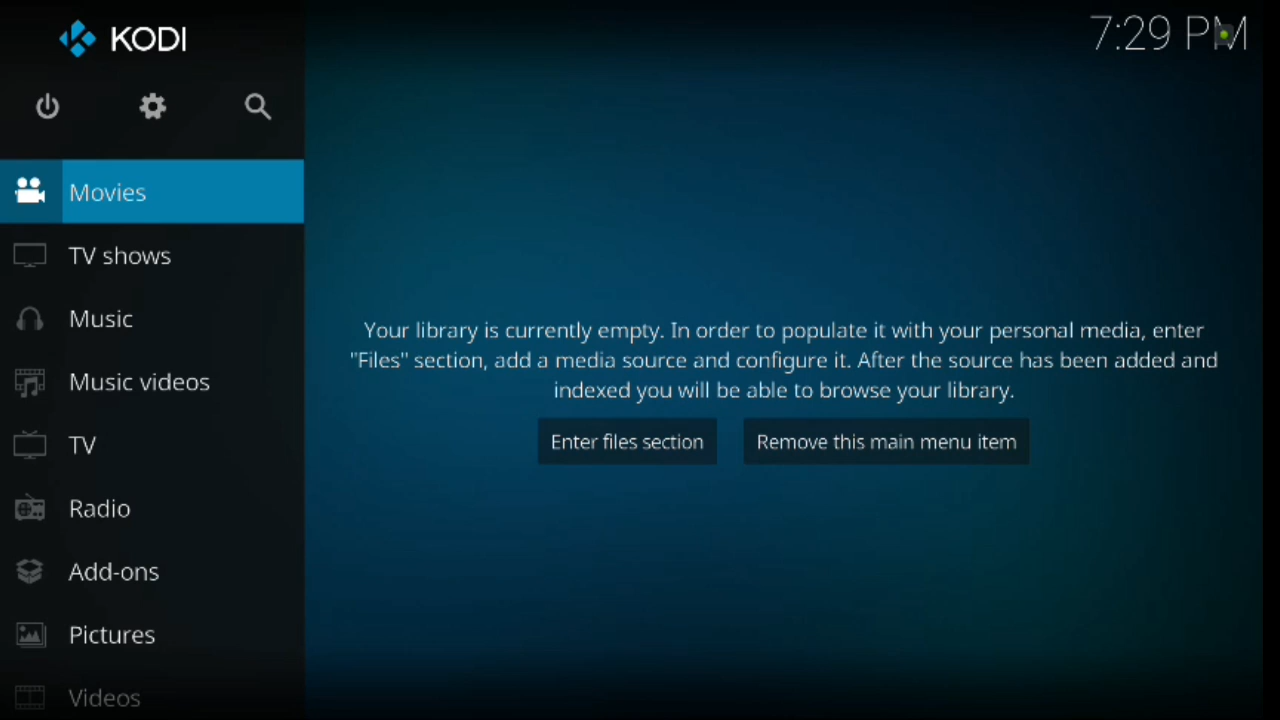 KODI
7:29 PM
Movies
TV shows
Music
Music videos
TV
Radio
Add-ons
Pictures
Videos
Your library is currently empty. In order to populate it with your personal media, enter
"Files" section, add a media source and configure it. After the source has been added and
indexed you will be able to browse your library.
Enter files section
Remove this main menu item